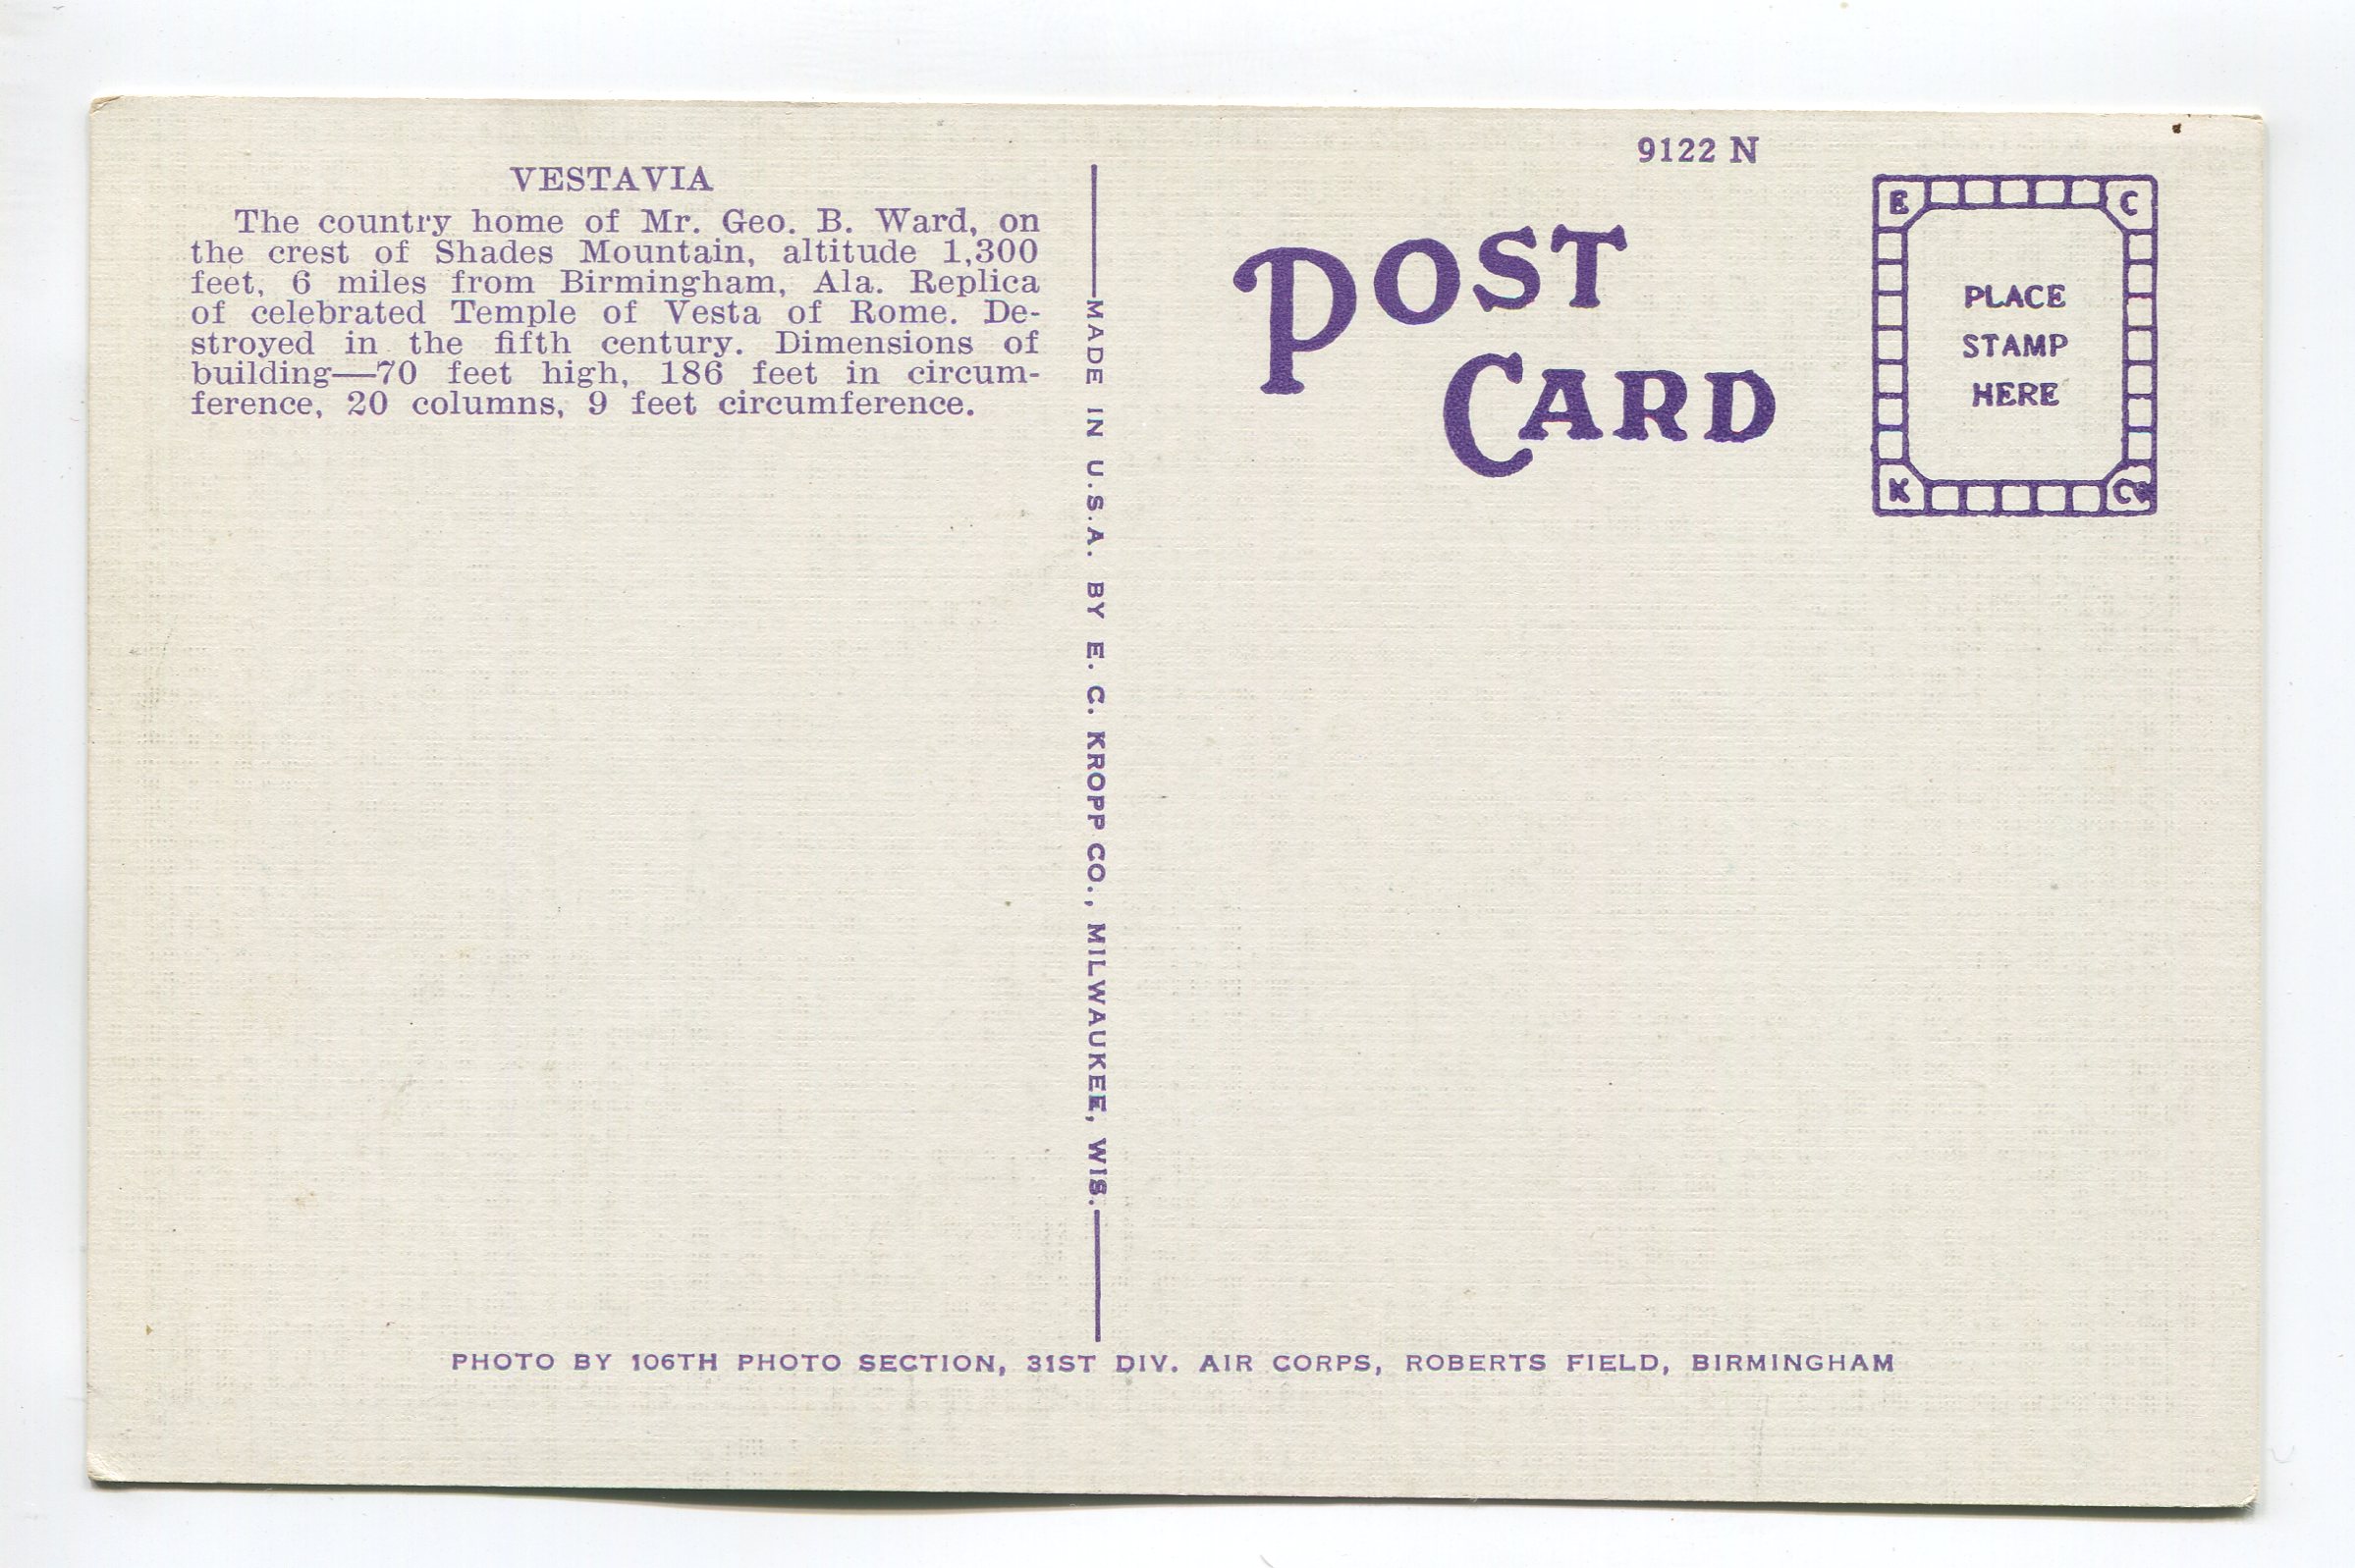 VESTAVIA
The country home of Mr. Geo. B. Ward, on
the crest of Shades Mountain, altitude 1,300
feet, 6 miles from Birmingham, Ala. Replica
of celebrated Temple of Vesta of Rome. De-
stroyed in the fifth century. Dimensions of
building—70 feet high, 186 feet in circum-
ference, 20 columns, 9 feet circumference.
MADE IN U.S.A. BY E. C. KROPP CO., MILWAUKEE, WIS.
9122 N
POST
CARD
E C
PLACE
STAMP
HERE
K Co
PHOTO BY 106TH PHOTO SECTION, 31ST DIV. AIR CORPS, ROBERTS FIELD, BIRMINGHAM